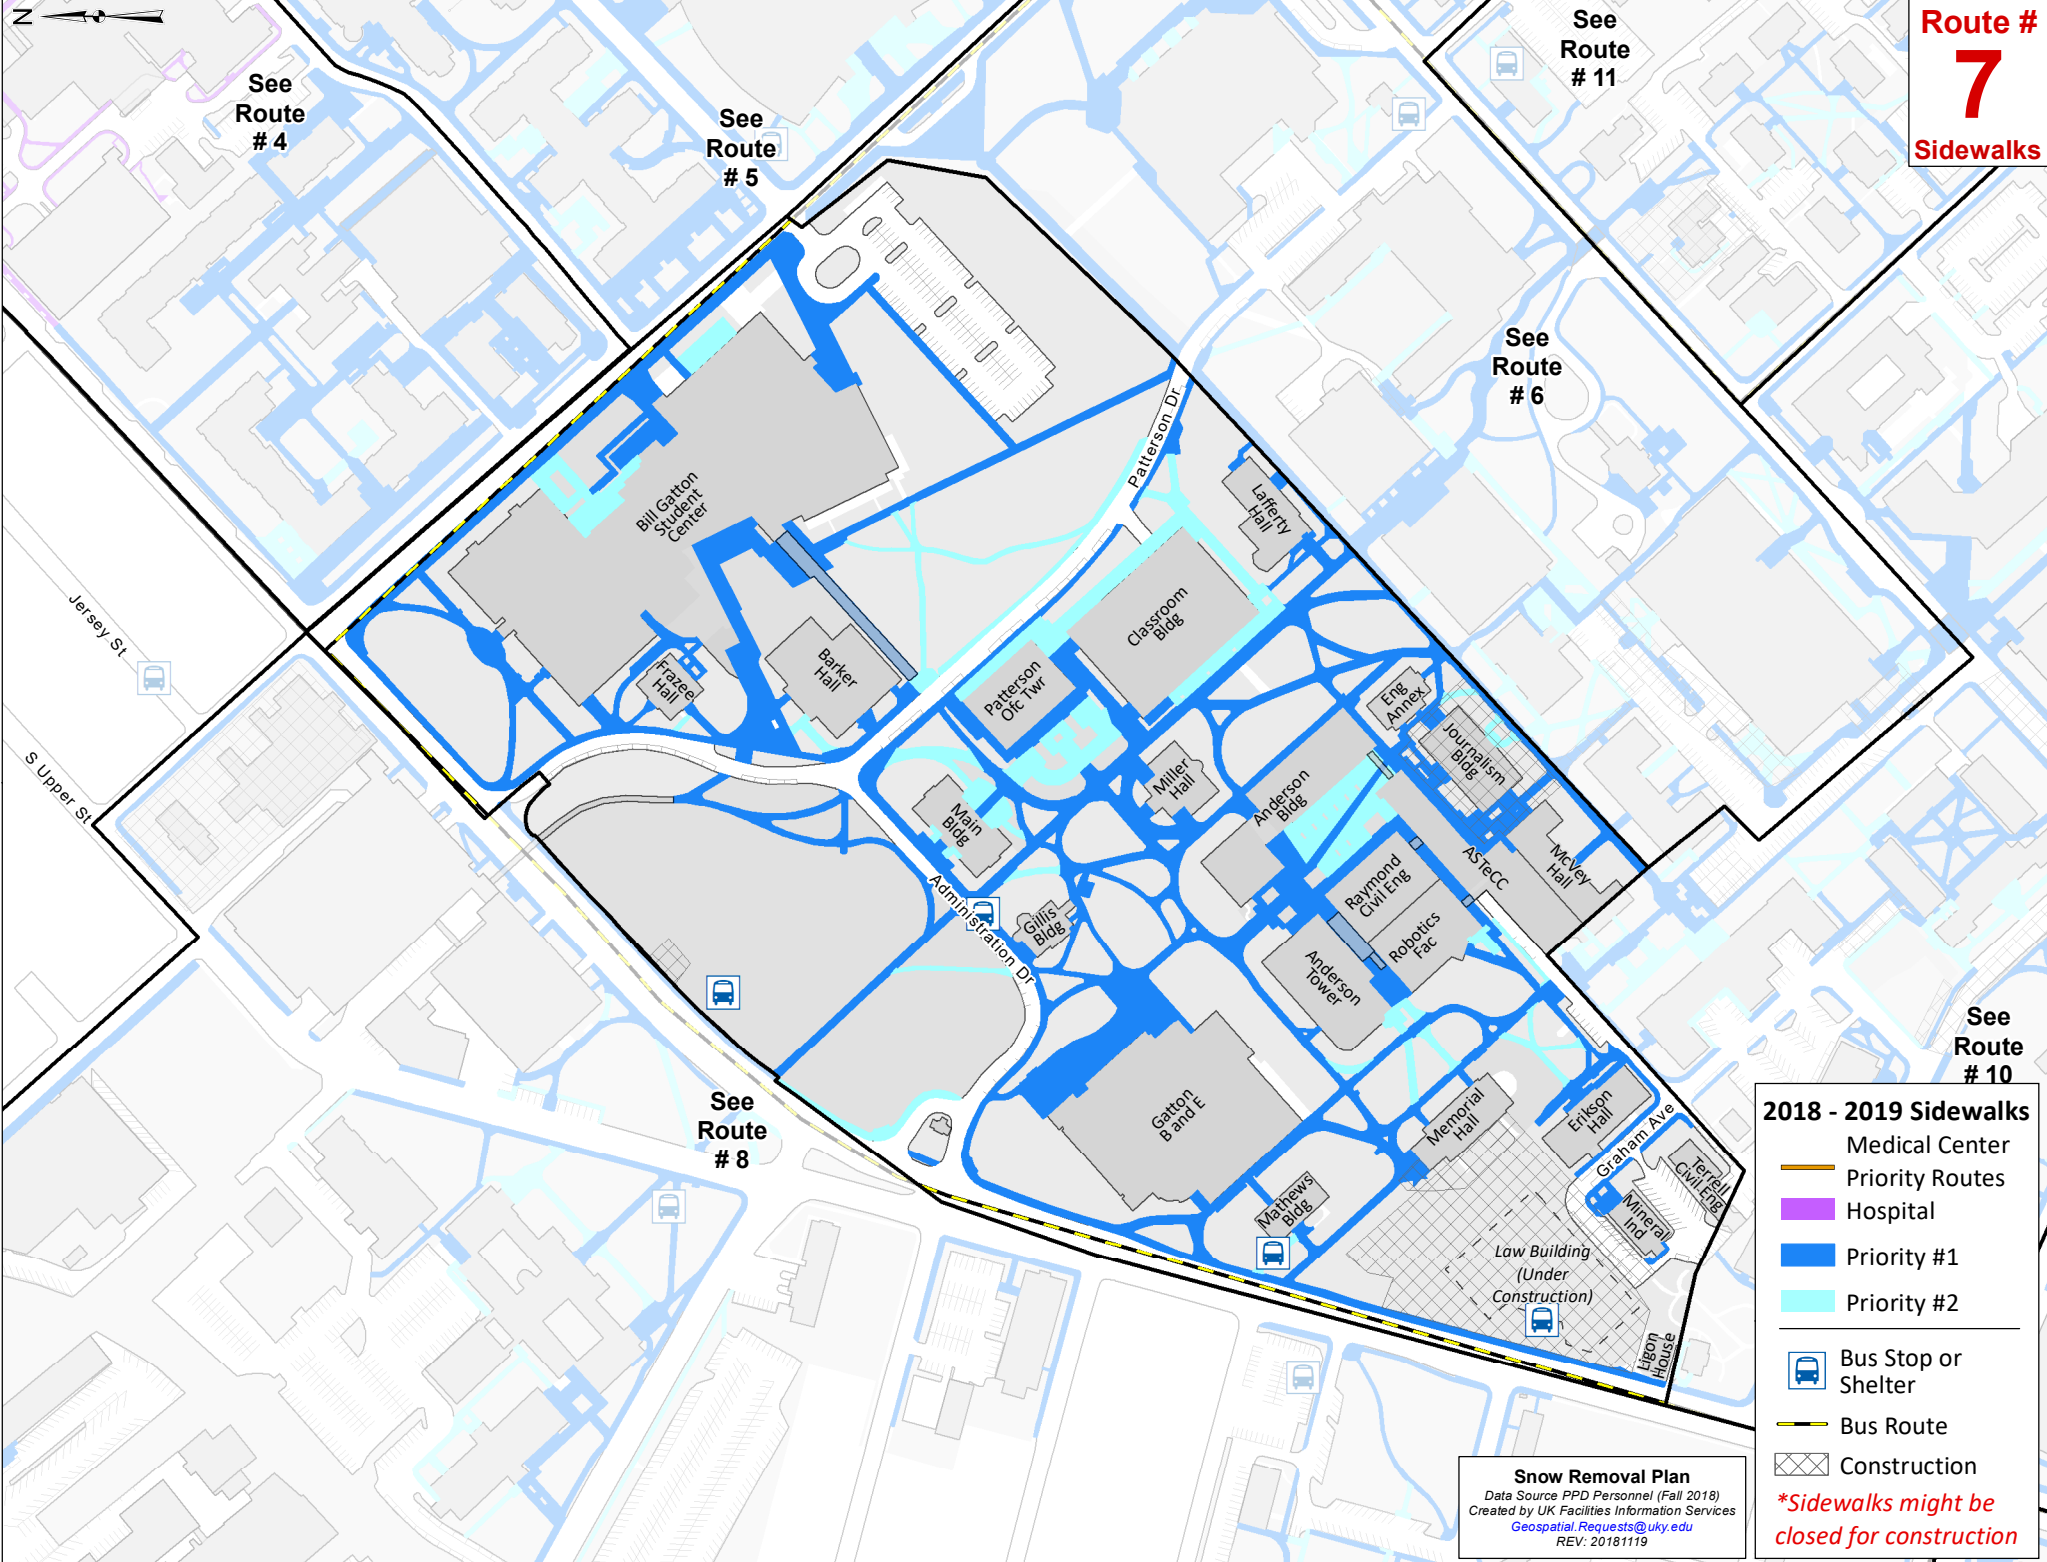 N
See
Route
# 4
See
Route
# 5
See
Route
# 11
Route #
7
Sidewalks
See
Route
# 6
Patterson Dr
Bill Gatton
Student
Center
Lafferty
Hall
Classroom
Bldg
Jersey St
Frazee
Hall
Barker
Hall
Patterson
Ofc Twr
Eng
Annex
Journalism
Bldg
S Upper St
Miller
Hall
Main
Bldg
Anderson
Bldg
ASTeCC
McVey
Hall
Raymond
Civil Eng
Administration Dr
Gillis
Bldg
Robotics
Fac
Anderson
Tower
See
Route
# 10
See
Route
# 8
Gatton
B and E
Memorial
Hall
Erikson
Hall
Graham Ave
Terrell
Civil Eng
Mineral
Ind
Mathews
Bldg
Law Building
(Under
Construction)
Ligon
House
2018 - 2019 Sidewalks
Medical Center
Priority Routes
Hospital
Priority #1
Priority #2
Bus Stop or
Shelter
Bus Route
Construction
*Sidewalks might be
closed for construction
Snow Removal Plan
Data Source PPD Personnel (Fall 2018)
Created by UK Facilities Information Services
Geospatial.Requests@uky.edu
REV: 20181119